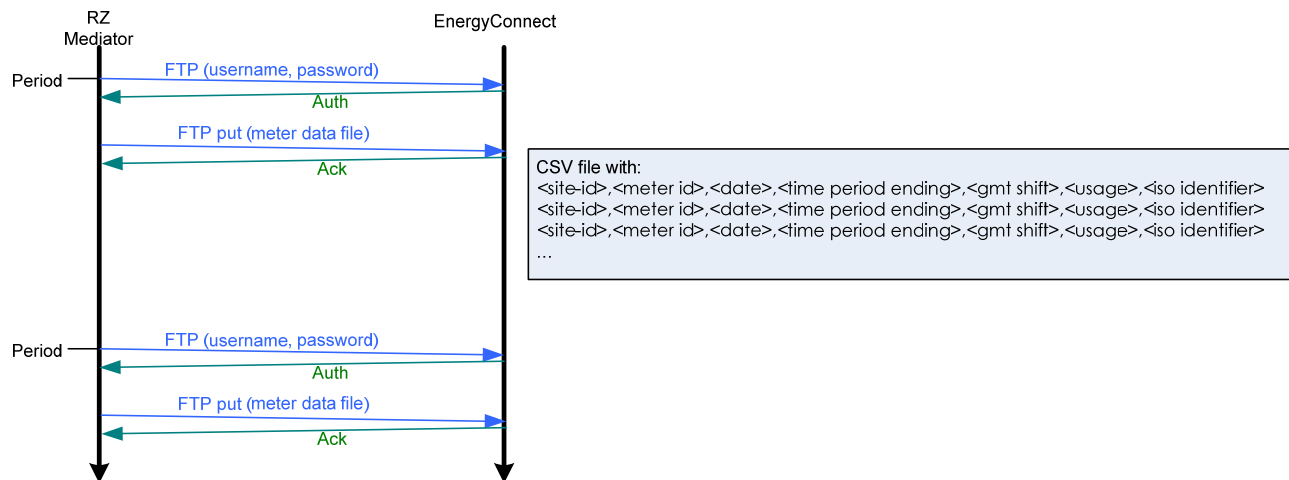 RZ
Mediator
EnergyConnect
Period
FTP (username, password)
Auth
FTP put (meter data file)
Ack
CSV file with:
<site-id>,<meter id>,<date>,<time period ending>,<gmt shift>,<usage>,<iso identifier>
<site-id>,<meter id>,<date>,<time period ending>,<gmt shift>,<usage>,<iso identifier>
<site-id>,<meter id>,<date>,<time period ending>,<gmt shift>,<usage>,<iso identifier>
...
Period
FTP (username, password)
Auth
FTP put (meter data file)
Ack